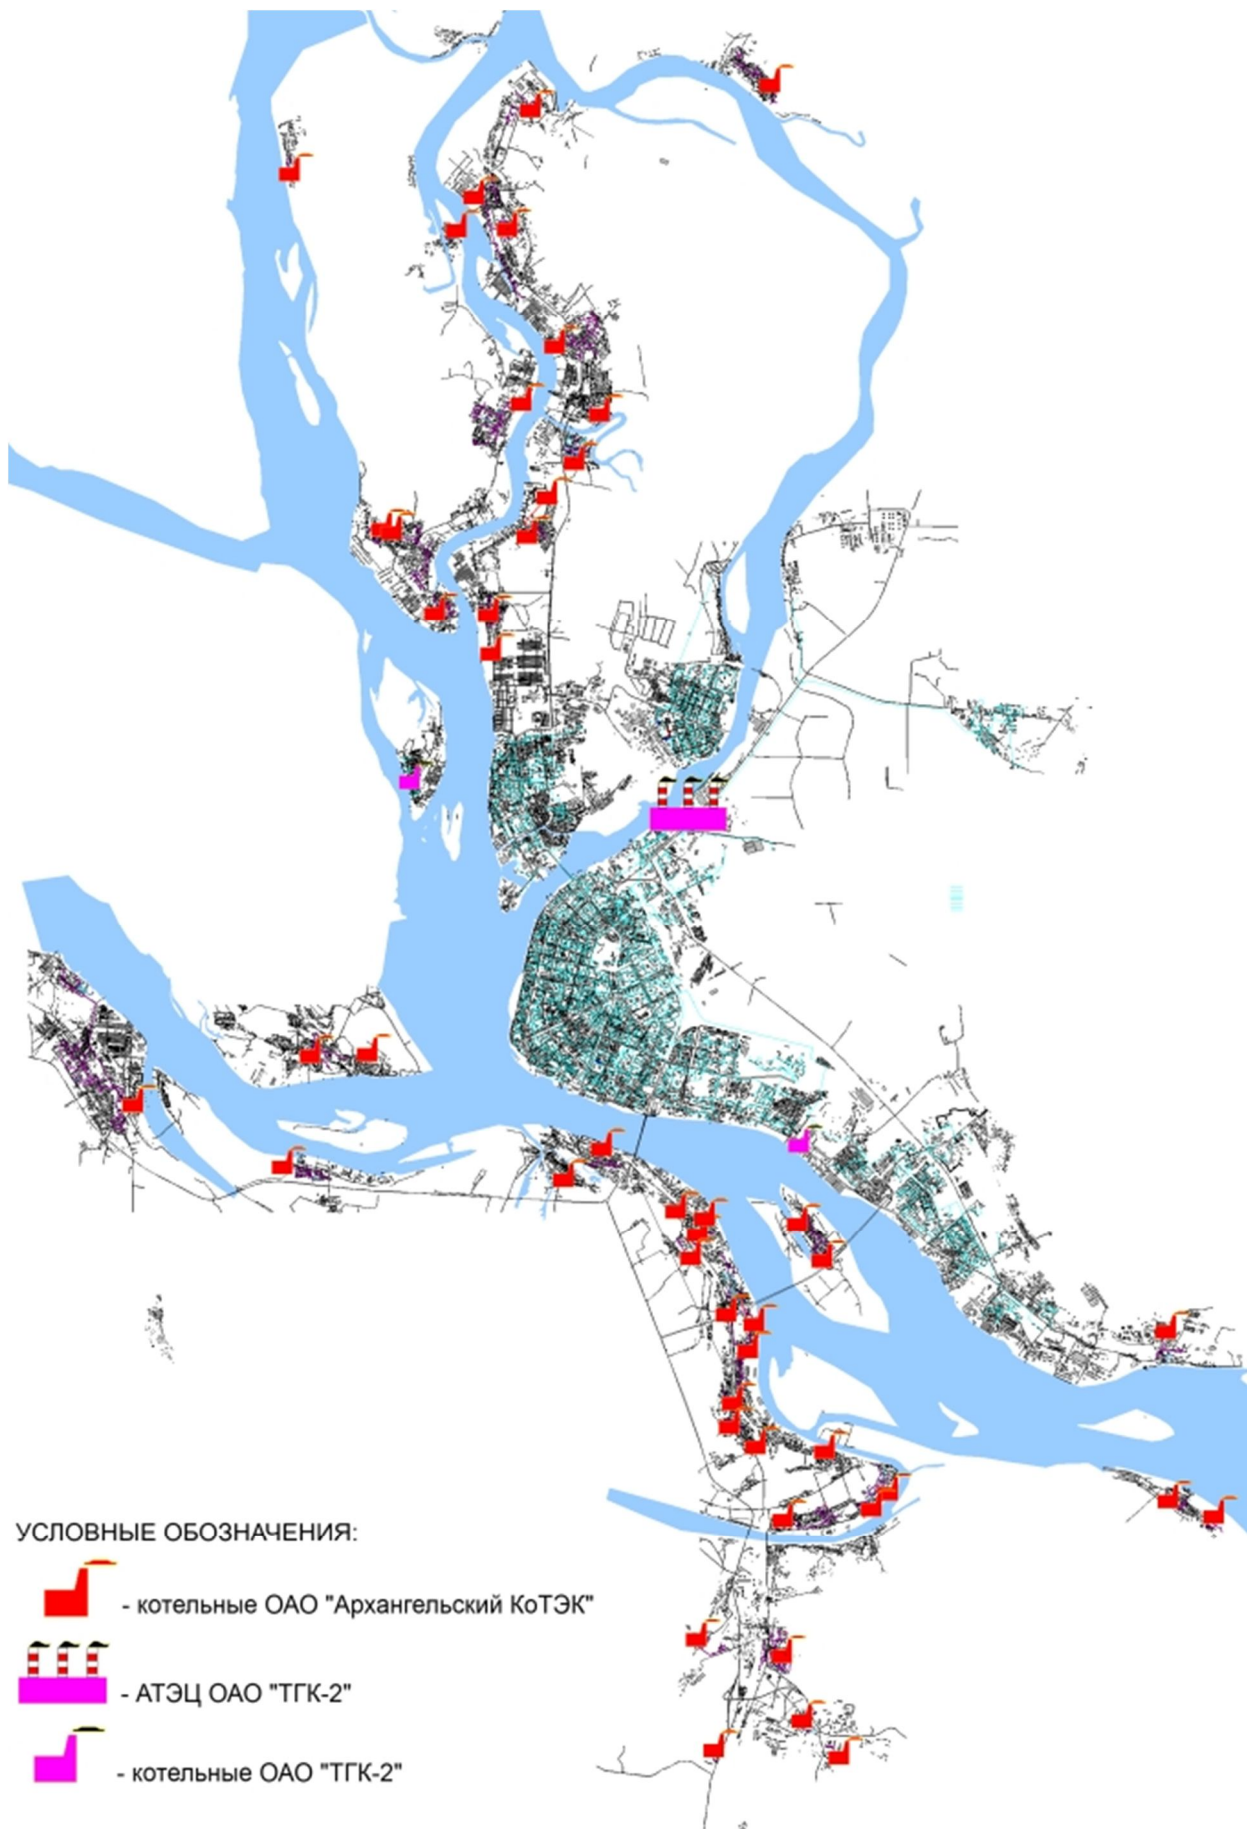 УСЛОВНЫЕ ОБОЗНАЧЕНИЯ:
- котельные ОАО "Архангельский КоТЭК"
- АТЭЦ ОАО "ТГК-2"
- котельные ОАО "ТГК-2"